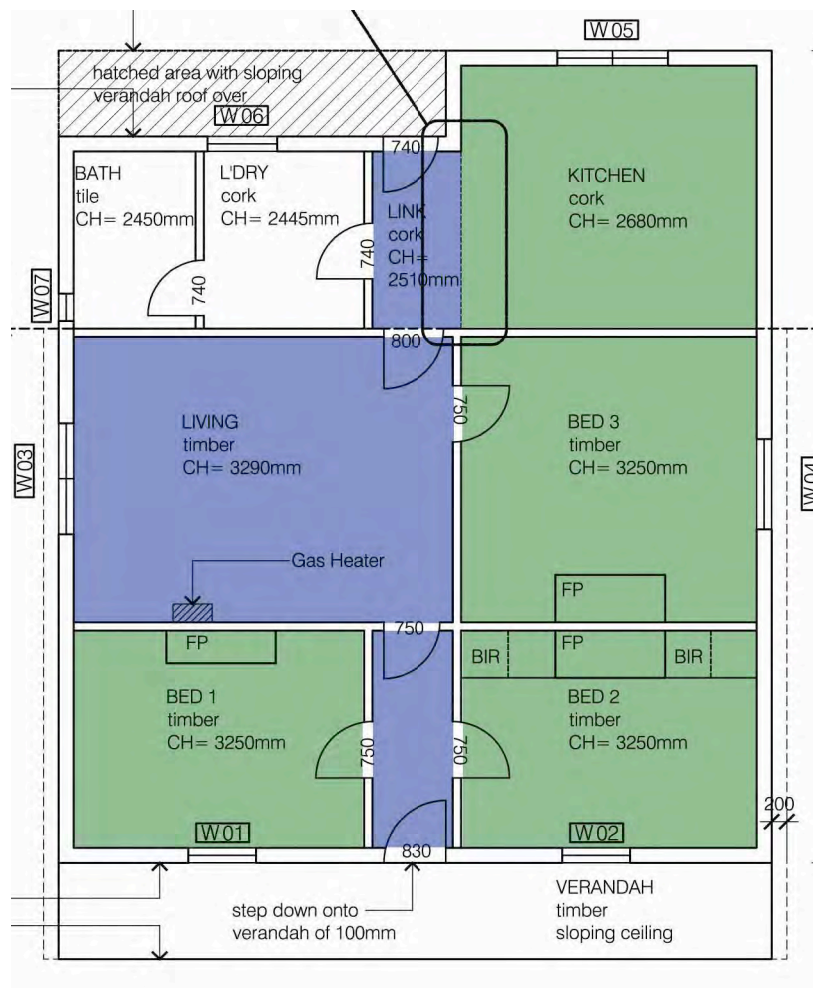 W05
hatched area with sloping
verandah roof over
W06
740
BATH
tile
CH= 2450mm
L'DRY
cork
CH= 2445mm
LINK
cork
CH=
2510mm
KITCHEN
cork
CH= 2680mm
740
740
W07
800
LIVING
timber
CH= 3290mm
750
BED 3
timber
CH= 3250mm
W03
W04
Gas Heater
FP
750
FP
BIR
FP
BIR
BED 1
timber
CH= 3250mm
BED 2
timber
CH= 3250mm
750
750
200
W01
830
W02
step down onto
verandah of 100mm
VERANDAH
timber
sloping ceiling